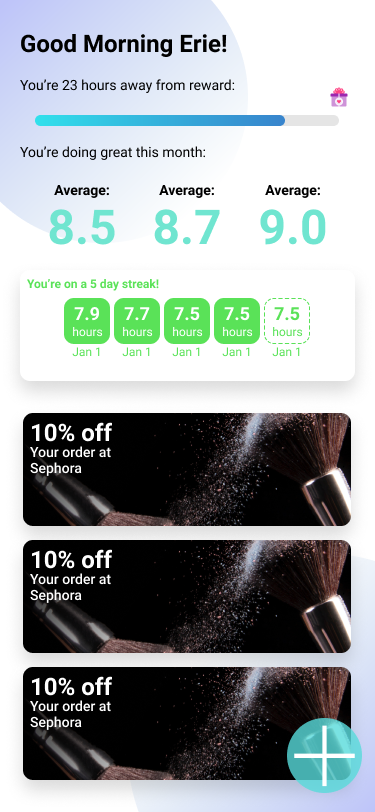 Good Morning Erie!
You're 23 hours away from reward:
You're doing great this month:
Average: Average: Average:
8.5 8.7 9.0
You're on a 5 day streak!
7.9 7.7 7.5 7.5 7.5
hours hours hours hours hours
Jan 1 Jan 1 Jan 1 Jan 1 Jan 1
10% off
Your order at
Sephora
10% off
Your order at
Sephora
10% off
Your order at
Sephora